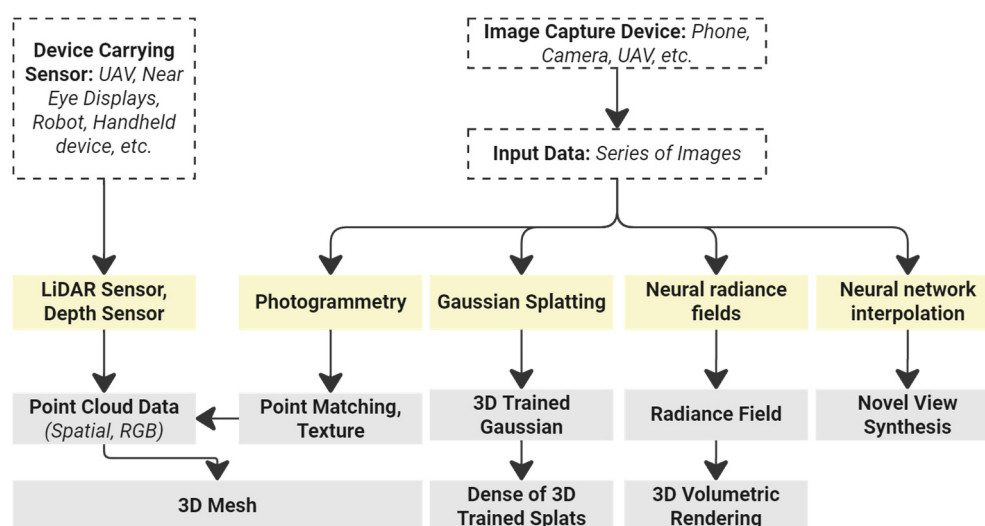 Device Carrying
Sensor: UAV, Near
Eye Displays,
Robot, Handheld
device, etc.
Image Capture Device: Phone,
Camera, UAV, etc.
Input Data: Series of Images
LiDAR Sensor,
Depth Sensor
Photogrammetry
Gaussian Splatting
Neural radiance
fields
Neural network
interpolation
Point Cloud Data
(Spatial, RGB)
Point Matching,
Texture
3D Trained
Gaussian
Radiance Field
Novel View
Synthesis
3D Mesh
Dense of 3D
Trained Splats
3D Volumetric
Rendering